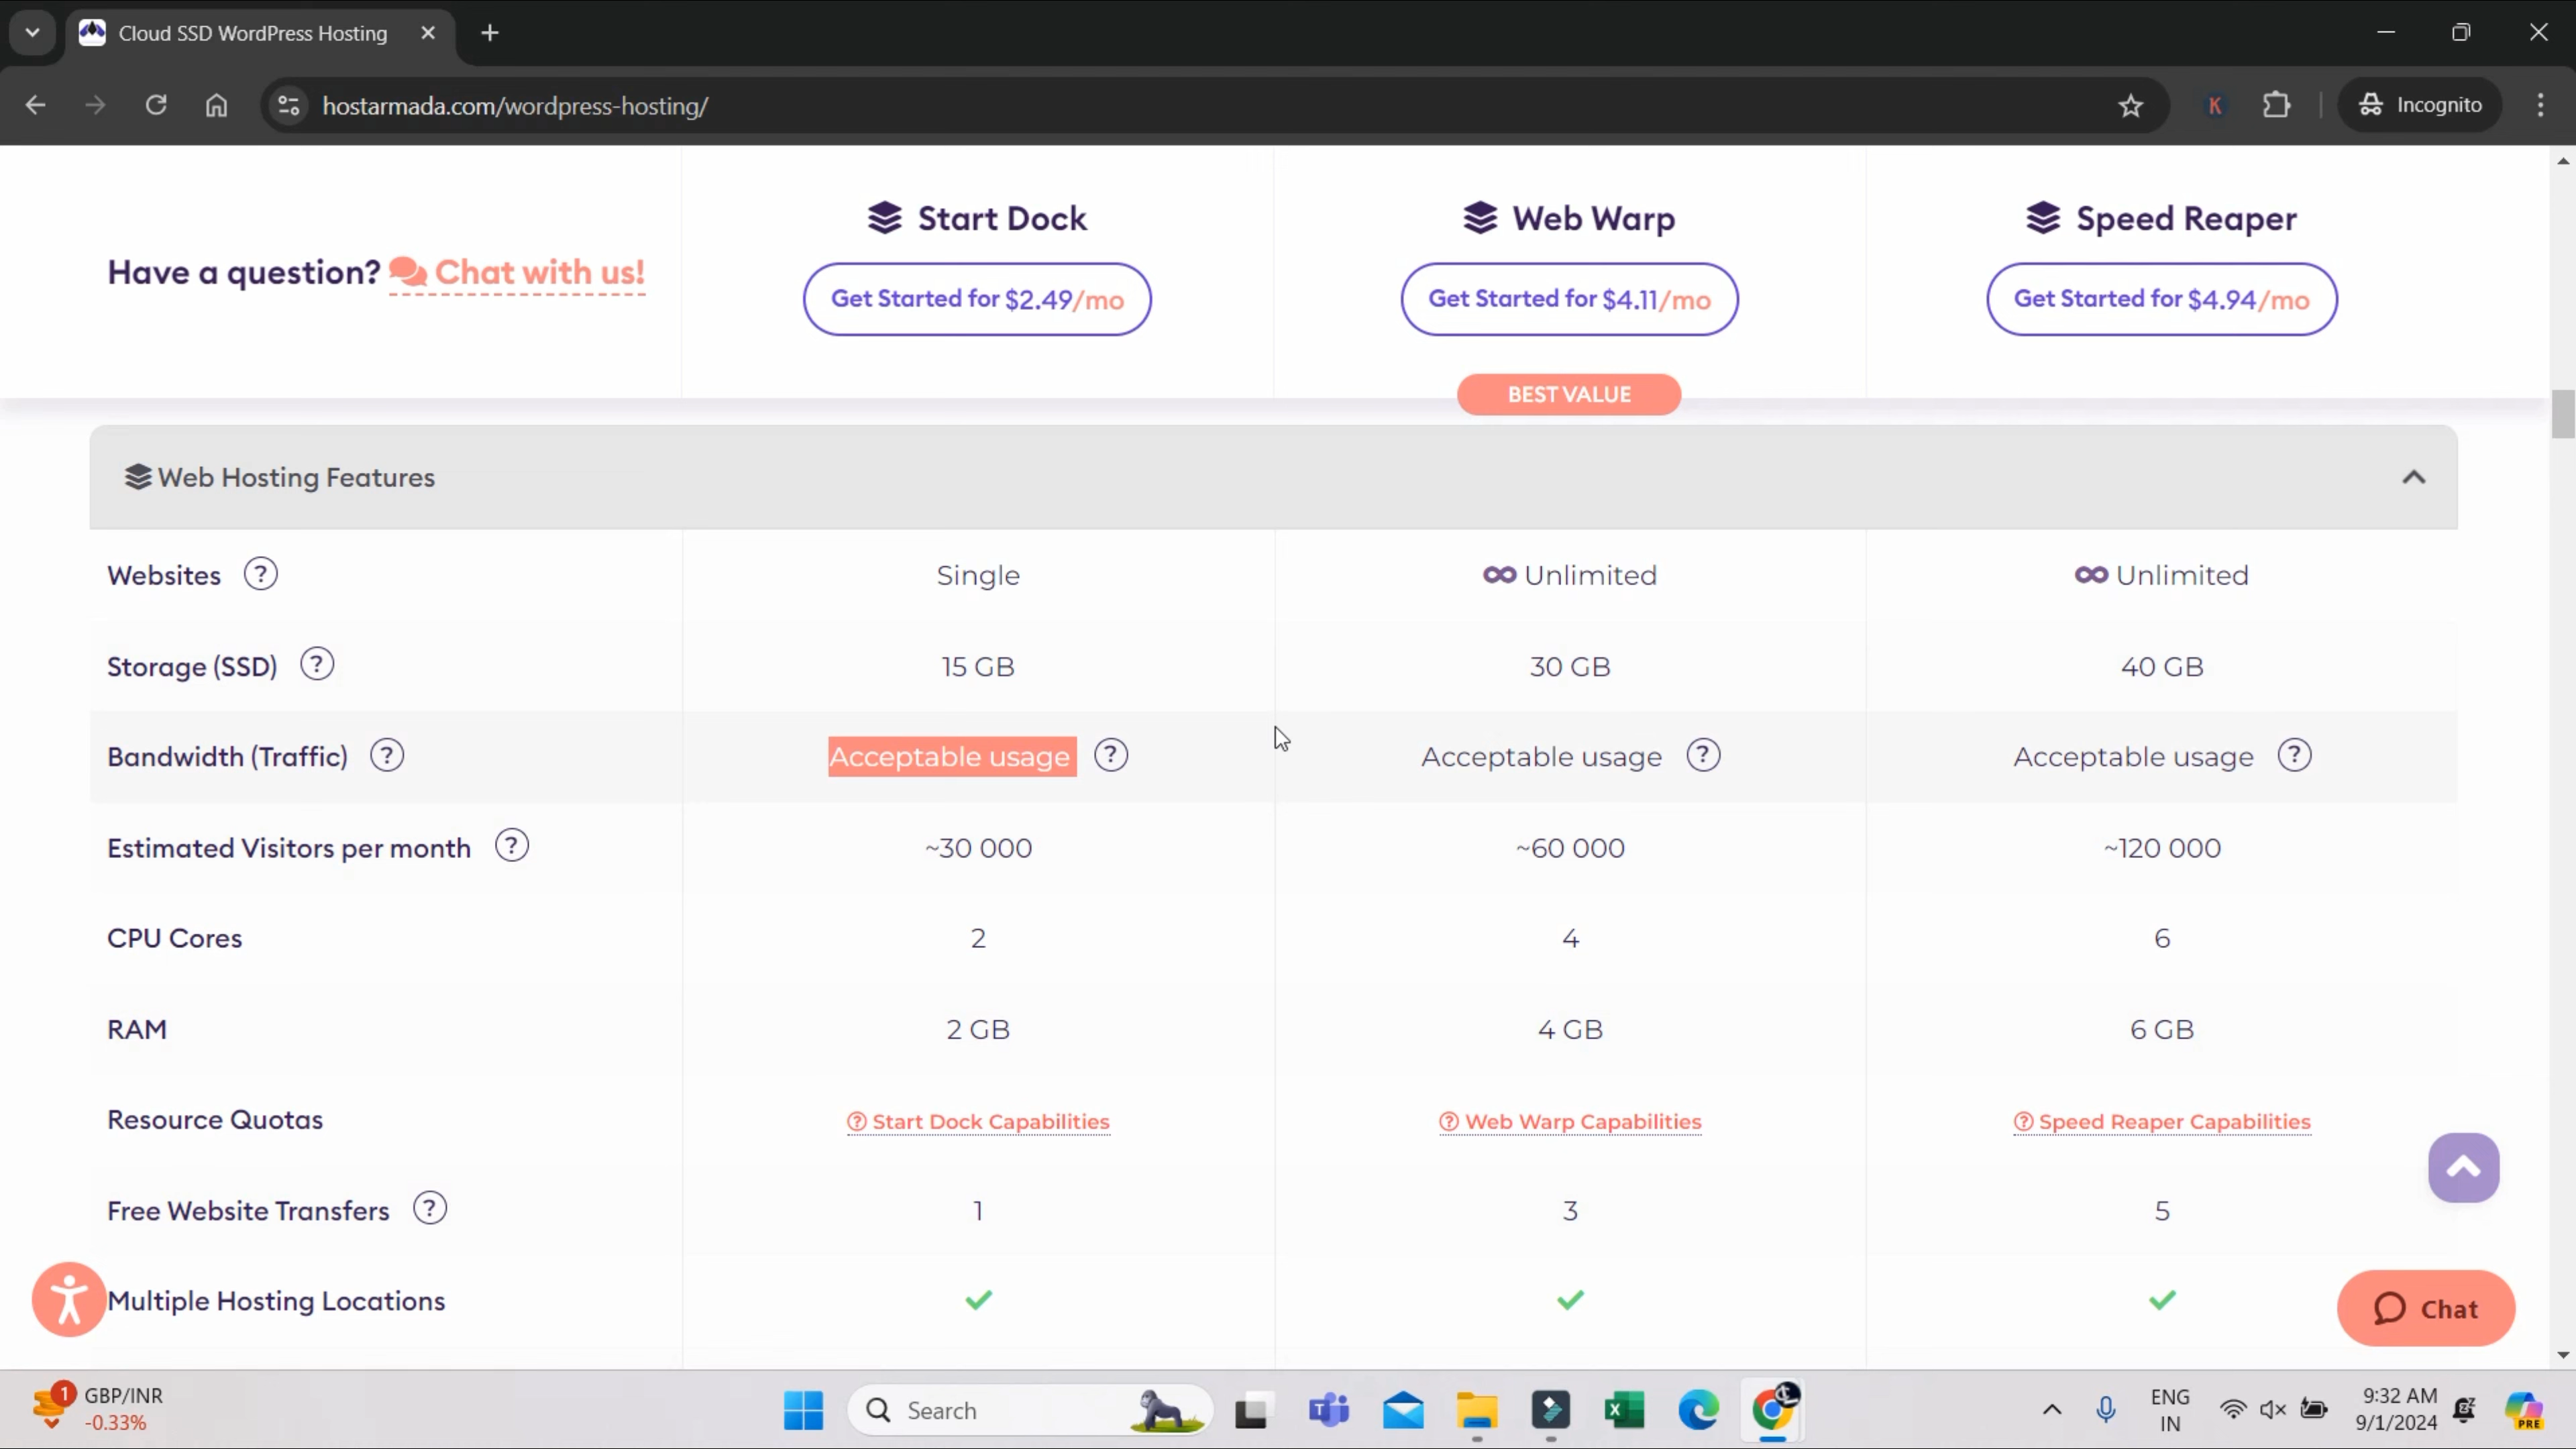 Cloud SSD WordPress Hosting
hostarmada.com/wordpress-hosting/
K
Incognito
Have a question? Chat with us!
Start Dock
Get Started for $2.49/mo
Web Warp
Get Started for $4.11/mo
BEST VALUE
Speed Reaper
Get Started for $4.94/mo
Web Hosting Features
Websites ? Single Unlimited Unlimited
Storage (SSD) ? 15 GB 30 GB 40 GB
Bandwidth (Traffic) ? Acceptable usage ? Acceptable usage ? Acceptable usage ?
Estimated Visitors per month ? ~30 000 ~60 000 ~120 000
CPU Cores 2 4 6
RAM 2 GB 4 GB 6 GB
Resource Quotas ? Start Dock Capabilities ? Web Warp Capabilities ? Speed Reaper Capabilities
Free Website Transfers ? 1 3 5
Multiple Hosting Locations
Chat
1
GBP/INR
-0.33%
Search
T
X
ENG
IN
9:32 AM
9/1/2024
PRE